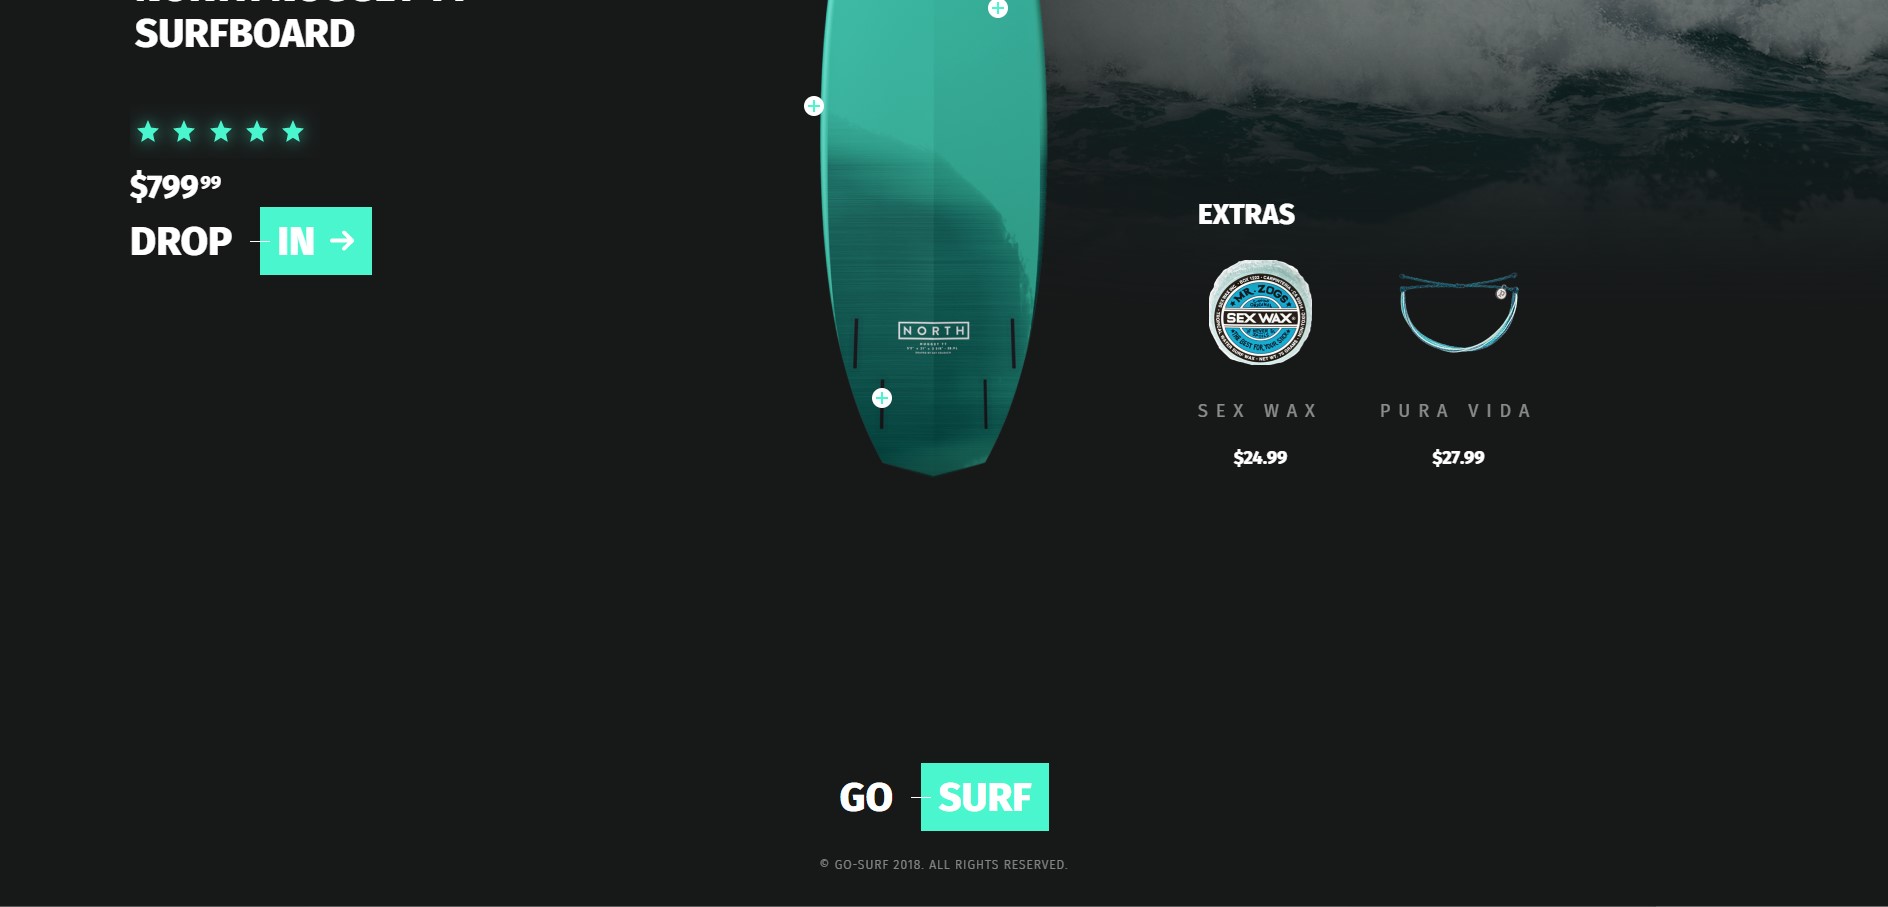 SURFBOARD
$799 99
DROP IN
NORTH
EXTRAS
MR. ZOGS
SEX WAX
SEX WAX
PURA VIDA
$24.99
$27.99
GO SURF
© GO-SURF 2018. ALL RIGHTS RESERVED.